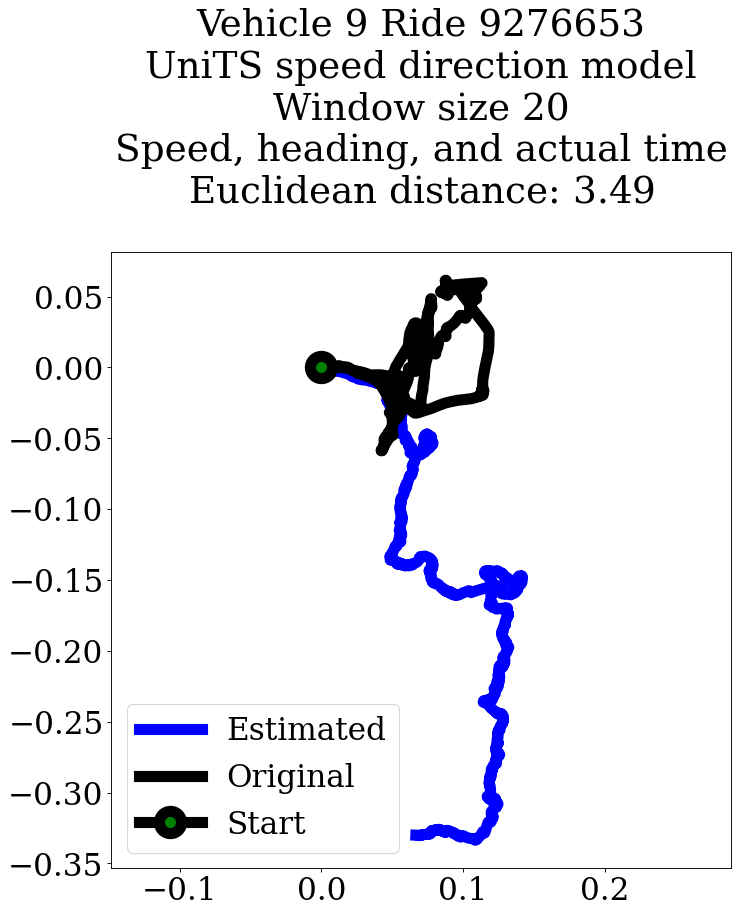 Vehicle 9 Ride 9276653
UniTS speed direction model
Window size 20
Speed, heading, and actual time
Euclidean distance: 3.49
0.05
0.00
−0.05
−0.10
−0.15
−0.20
−0.25
−0.30
−0.35
Estimated
Original
Start
−0.1 0.0 0.1 0.2